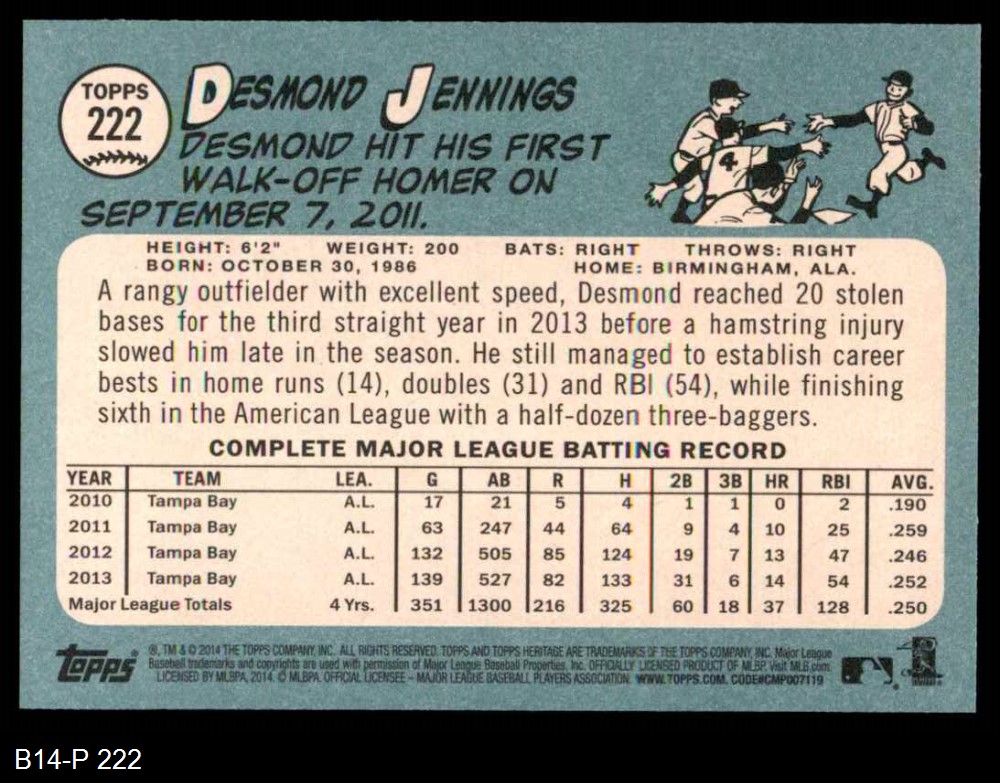 TOPPS
222
DESMOND JENNINGS
DESMOND HIT HIS FIRST
WALK-OFF HOMER ON
SEPTEMBER 7, 2011.
4
HEIGHT: 6'2" WEIGHT: 200 BATS: RIGHT THROWS: RIGHT
BORN: OCTOBER 30, 1986 HOME: BIRMINGHAM, ALA.
A rangy outfielder with excellent speed, Desmond reached 20 stolen
bases for the third straight year in 2013 before a hamstring injury
slowed him late in the season. He still managed to establish career
bests in home runs (14), doubles (31) and RBI (54), while finishing
sixth in the American League with a half-dozen three-baggers.
COMPLETE MAJOR LEAGUE BATTING RECORD
YEAR TEAM LEA. G AB R H 2B 3B HR RBI AVG.
2010 Tampa Bay A.L. 17 21 5 4 1 1 0 2 .190
2011 Tampa Bay A.L. 63 247 44 64 9 4 10 25 .259
2012 Tampa Bay A.L. 132 505 85 124 19 7 13 47 .246
2013 Tampa Bay A.L. 139 527 82 133 31 6 14 54 .252
Major League Totals 4 Yrs. 351 1300 216 325 60 18 37 128 .250
Topps ®, TM & © 2014 THE TOPPS COMPANY, INC. ALL RIGHTS RESERVED. TOPPS AND TOPPS HERITAGE ARE TRADEMARKS OF THE TOPPS COMPANY, INC. Major League
Baseball trademarks and copyrights are used with permission of Major League Baseball Properties, Inc. OFFICIALLY LICENSED PRODUCT OF MLBP. Visit MLB.com.
LICENSED BY MLBPA, 2014. © MLBPA. OFFICIAL LICENSEE – MAJOR LEAGUE BASEBALL PLAYERS ASSOCIATION. WWW.TOPPS.COM. CODE#CMP007119
B14-P 222